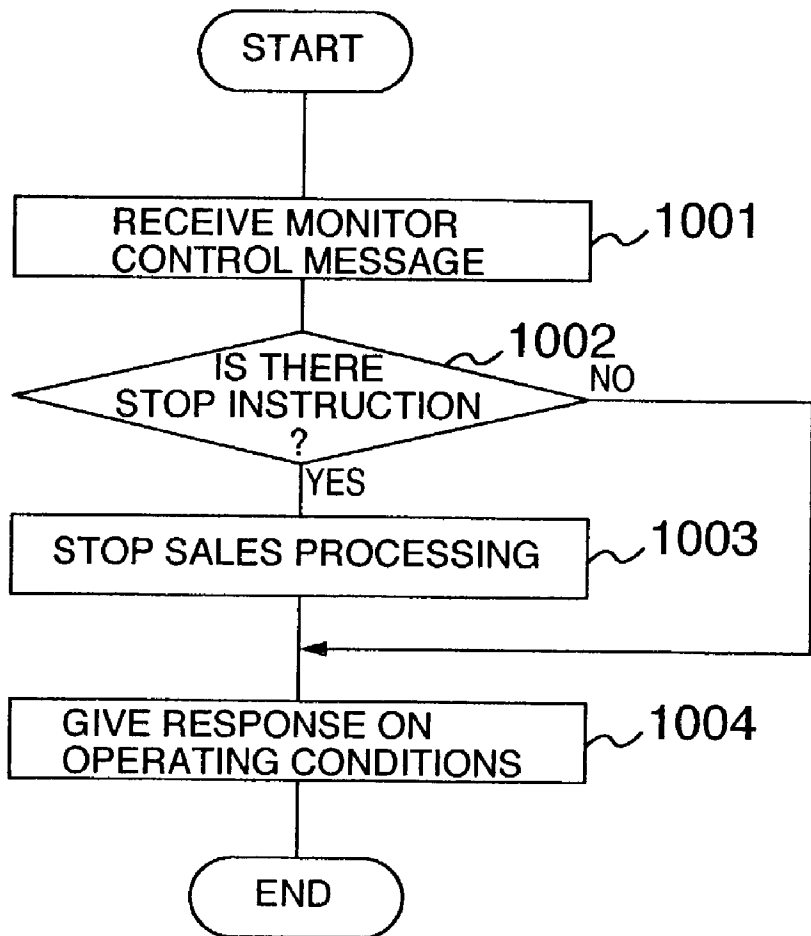 START
RECEIVE MONITOR
CONTROL MESSAGE
1001
1002
IS THERE
STOP INSTRUCTION
?
NO
YES
STOP SALES PROCESSING
1003
GIVE RESPONSE ON
OPERATING CONDITIONS
1004
END